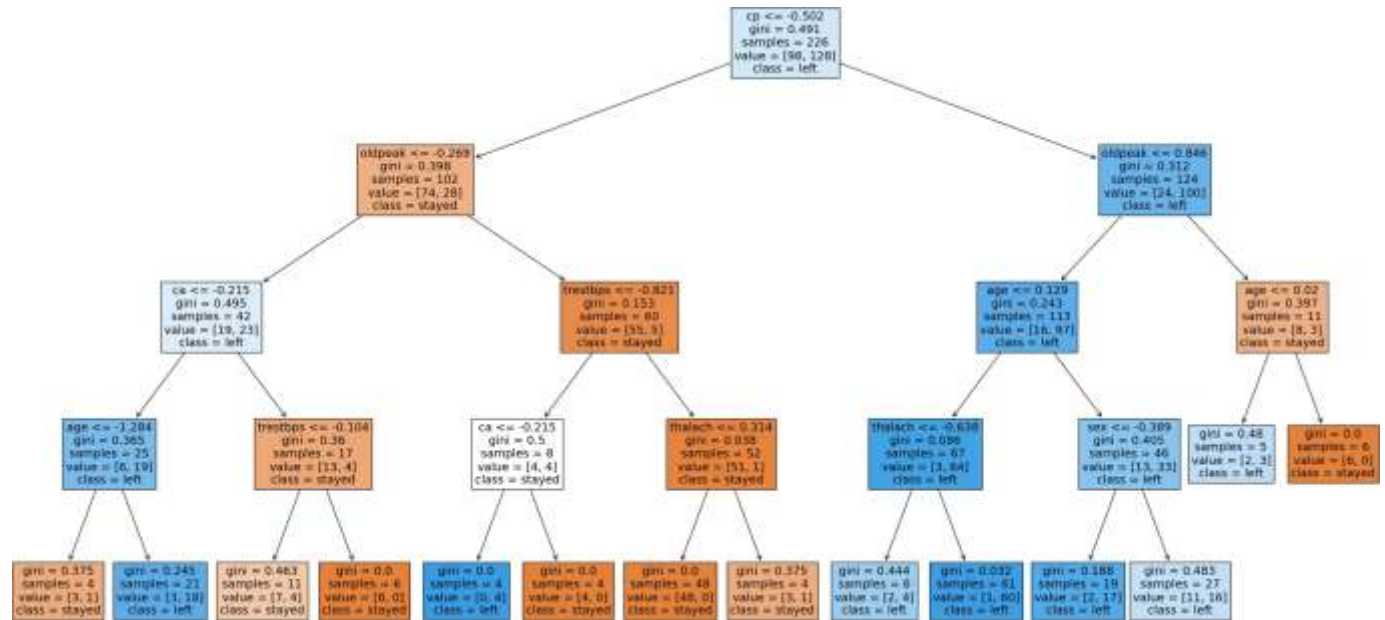 cp <= -0.502
gini = 0.491
samples = 226
value = [98, 128]
class = left
oldpeak <= -0.269
gini = 0.398
samples = 102
value = [74, 28]
class = stayed
oldpeak <= 0.846
gini = 0.312
samples = 124
value = [24, 100]
class = left
ca <= -0.215
gini = 0.495
samples = 42
value = [19, 23]
class = left
trestbps <= -0.821
gini = 0.153
samples = 60
value = [55, 5]
class = stayed
age <= 0.129
gini = 0.243
samples = 113
value = [16, 97]
class = left
age <= 0.02
gini = 0.397
samples = 11
value = [8, 3]
class = stayed
age <= -1.284
gini = 0.365
samples = 25
value = [6, 19]
class = left
trestbps <= -0.104
gini = 0.36
samples = 17
value = [13, 4]
class = stayed
ca <= -0.215
gini = 0.5
samples = 8
value = [4, 4]
class = stayed
thalach <= 0.314
gini = 0.038
samples = 52
value = [51, 1]
class = stayed
thalach <= -0.638
gini = 0.086
samples = 67
value = [3, 64]
class = left
sex <= -0.389
gini = 0.405
samples = 46
value = [13, 33]
class = left
gini = 0.48
samples = 5
value = [2, 3]
class = left
gini = 0.0
samples = 6
value = [6, 0]
class = stayed
gini = 0.375
samples = 4
value = [3, 1]
class = stayed
gini = 0.245
samples = 21
value = [3, 18]
class = left
gini = 0.463
samples = 11
value = [7, 4]
class = stayed
gini = 0.0
samples = 6
value = [6, 0]
class = stayed
gini = 0.0
samples = 4
value = [0, 4]
class = left
gini = 0.0
samples = 4
value = [4, 0]
class = stayed
gini = 0.0
samples = 48
value = [48, 0]
class = stayed
gini = 0.375
samples = 4
value = [3, 1]
class = stayed
gini = 0.444
samples = 6
value = [2, 4]
class = left
gini = 0.032
samples = 61
value = [1, 60]
class = left
gini = 0.188
samples = 19
value = [2, 17]
class = left
gini = 0.483
samples = 27
value = [11, 16]
class = left